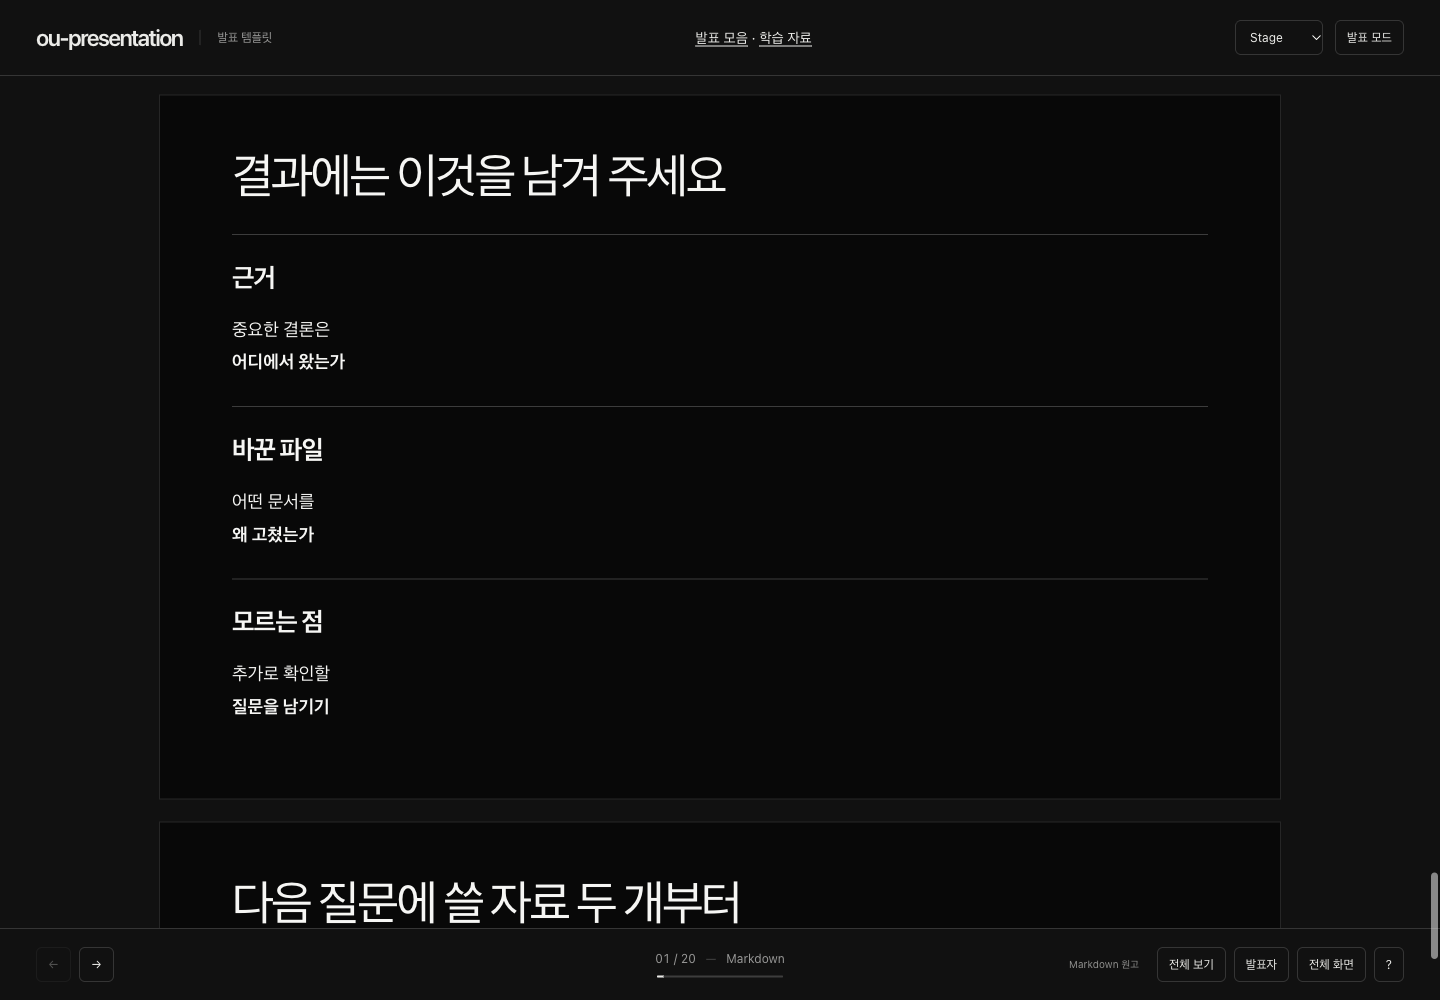 ou-presentation
발표 템플릿
발표 모음 · 학습 자료
Stage
발표 모드
결과에는 이것을 남겨 주세요
근거
중요한 결론은
어디에서 왔는가
바꾼 파일
어떤 문서를
왜 고쳤는가
모르는 점
추가로 확인할
질문을 남기기
다음 질문에 쓸 자료 두 개부터
←
→
01 / 20 — Markdown
Markdown 원고
전체 보기
발표자
전체 화면
?